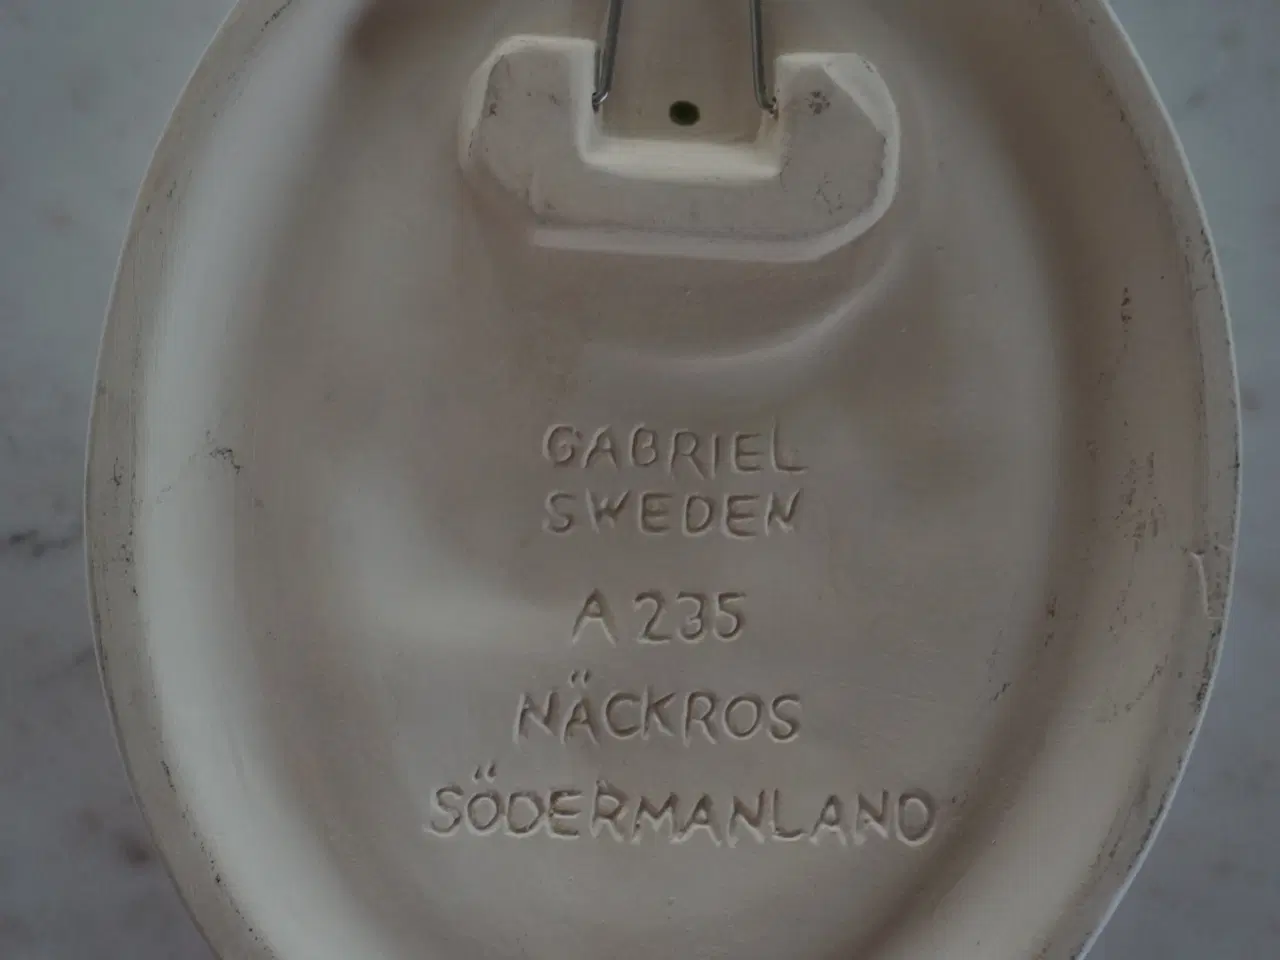 GABRIEL
SWEDEN
A 235
NÄCKROS
SÖDERMANLAND